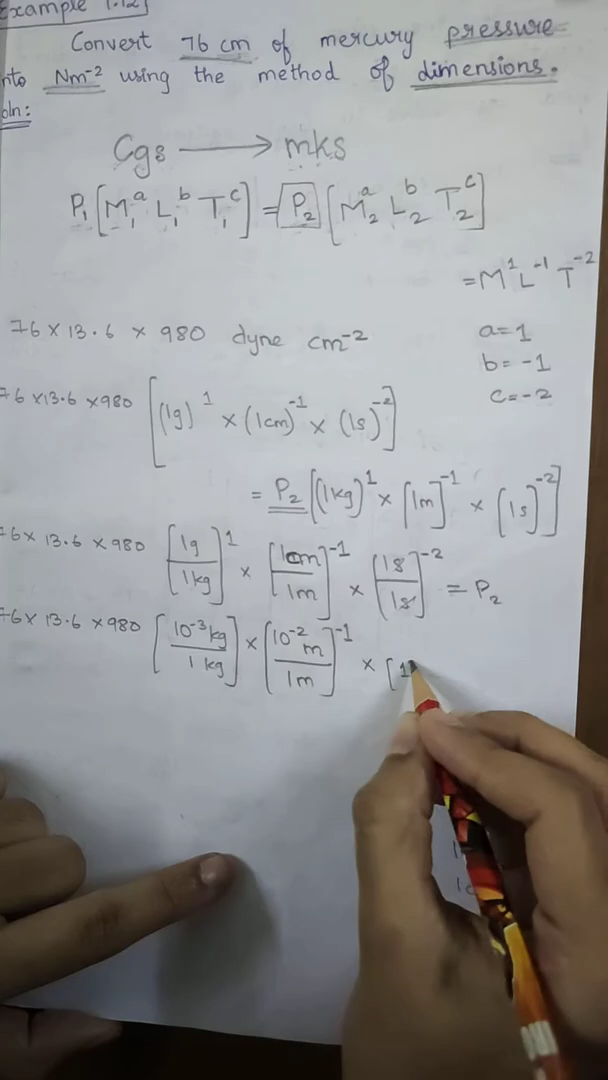 Example 1.12
Convert 76 cm of mercury pressure
nto Nm⁻² using the method of dimensions.
oln:
Cgs → mks
P₁[M₁ᵃ L₁ᵇ T₁ᶜ] = P₂ [M₂ᵃ L₂ᵇ T₂ᶜ]
= M¹ L⁻¹ T⁻²
76 × 13.6 × 980 dyne cm⁻²
a = 1
b = -1
c = -2
76 × 13.6 × 980 [(1g)¹ × (1cm)⁻¹ × (1s)⁻²]
= P₂ [(1kg)¹ × [1m]⁻¹ × [1s]⁻²]
76 × 13.6 × 980 [1g/1kg]¹ × [1cm/1m]⁻¹ × [1s/1s]⁻² = P₂
76 × 13.6 × 980 [10⁻³kg/1kg] × [10⁻²m/1m]⁻¹ × [1